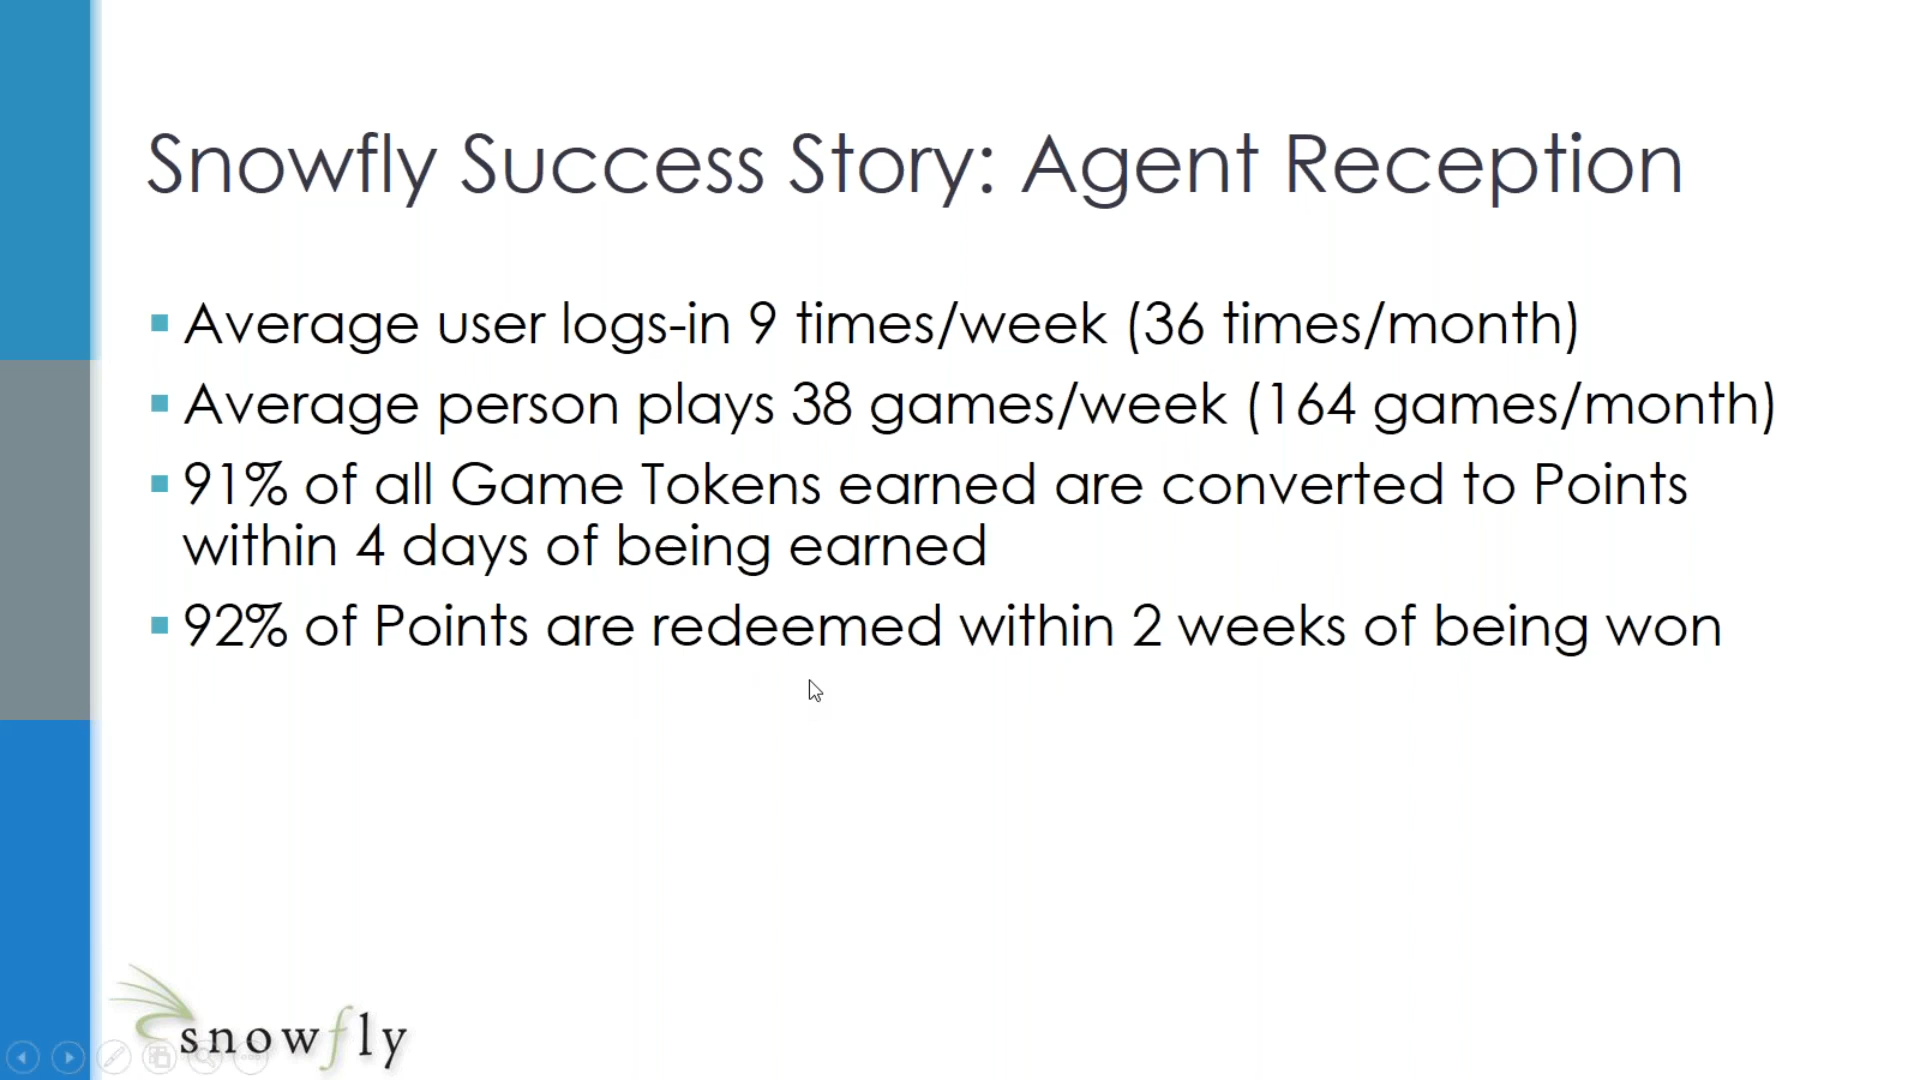 Snowfly Success Story: Agent Reception
Average user logs-in 9 times/week (36 times/month)
Average person plays 38 games/week (164 games/month)
91% of all Game Tokens earned are converted to Points
within 4 days of being earned
92% of Points are redeemed within 2 weeks of being won
snowfly